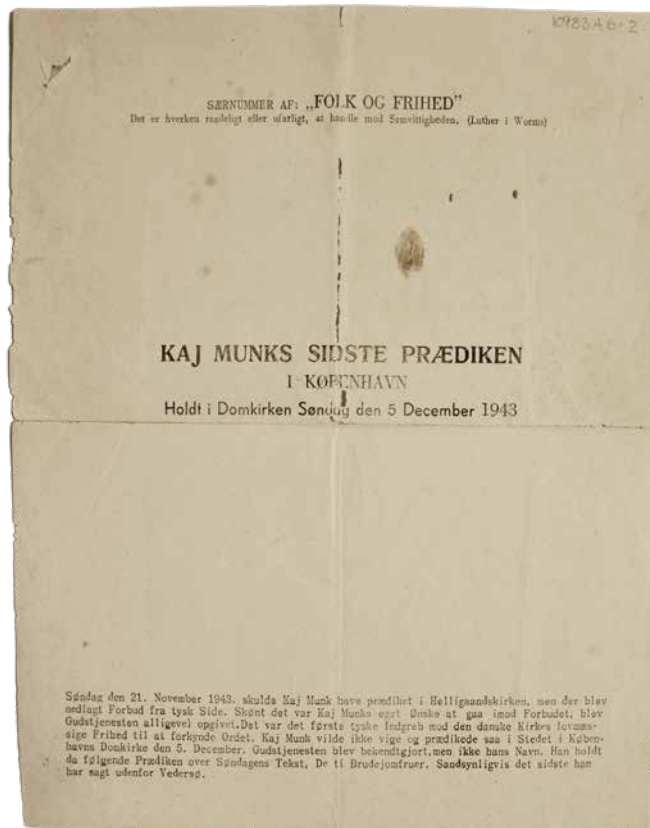 10983A6-2
SÆRNUMMER AF: „FOLK OG FRIHED"
Det er hverken raadeligt eller ufarligt, at handle mod Samvittigheden. (Luther i Worms)
KAJ MUNKS SIDSTE PRÆDIKEN
I KØBENHAVN
Holdt i Domkirken Søndag den 5 December 1943
Søndag den 21. November 1943. skulde Kaj Munk have prædiket i Helligaandskirken, men der blev
nedlagt Forbud fra tysk Side. Skønt det var Kaj Munks eget Ønske at gaa imod Forbudet, blev
Gudstjenesten alligevel opgivet.Det var det første tyske Indgreb mod den danske Kirkes lovmæs-
sige Frihed til at forkynde Ordet. Kaj Munk vilde ikke vige og prædikede saa i Stedet i Køben-
havns Domkirke den 5. December. Gudstjenesten blev bekendtgjort,men ikke hans Navn. Han holdt
da følgende Prædiken over Søndagens Tekst, De ti Brudejomfruer. Sandsynligvis det sidste han
har sagt udenfor Vedersø.